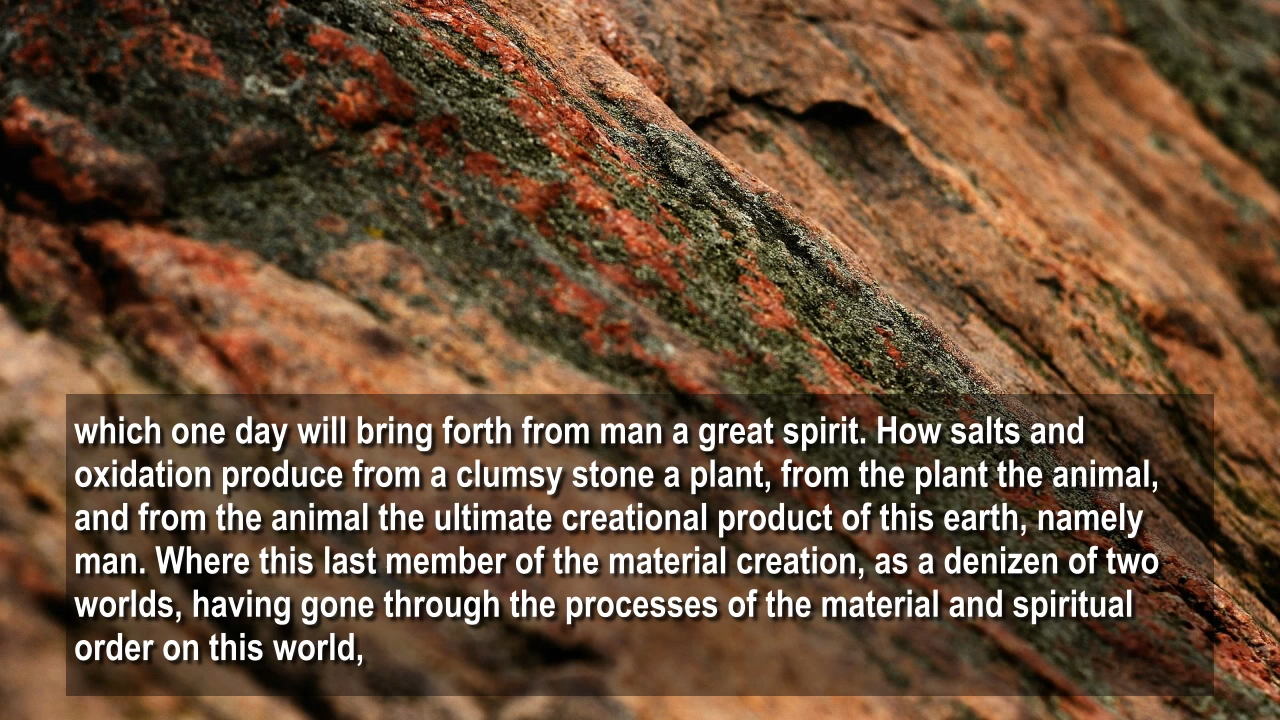 which one day will bring forth from man a great spirit. How salts and
oxidation produce from a clumsy stone a plant, from the plant the animal,
and from the animal the ultimate creational product of this earth, namely
man. Where this last member of the material creation, as a denizen of two
worlds, having gone through the processes of the material and spiritual
order on this world,